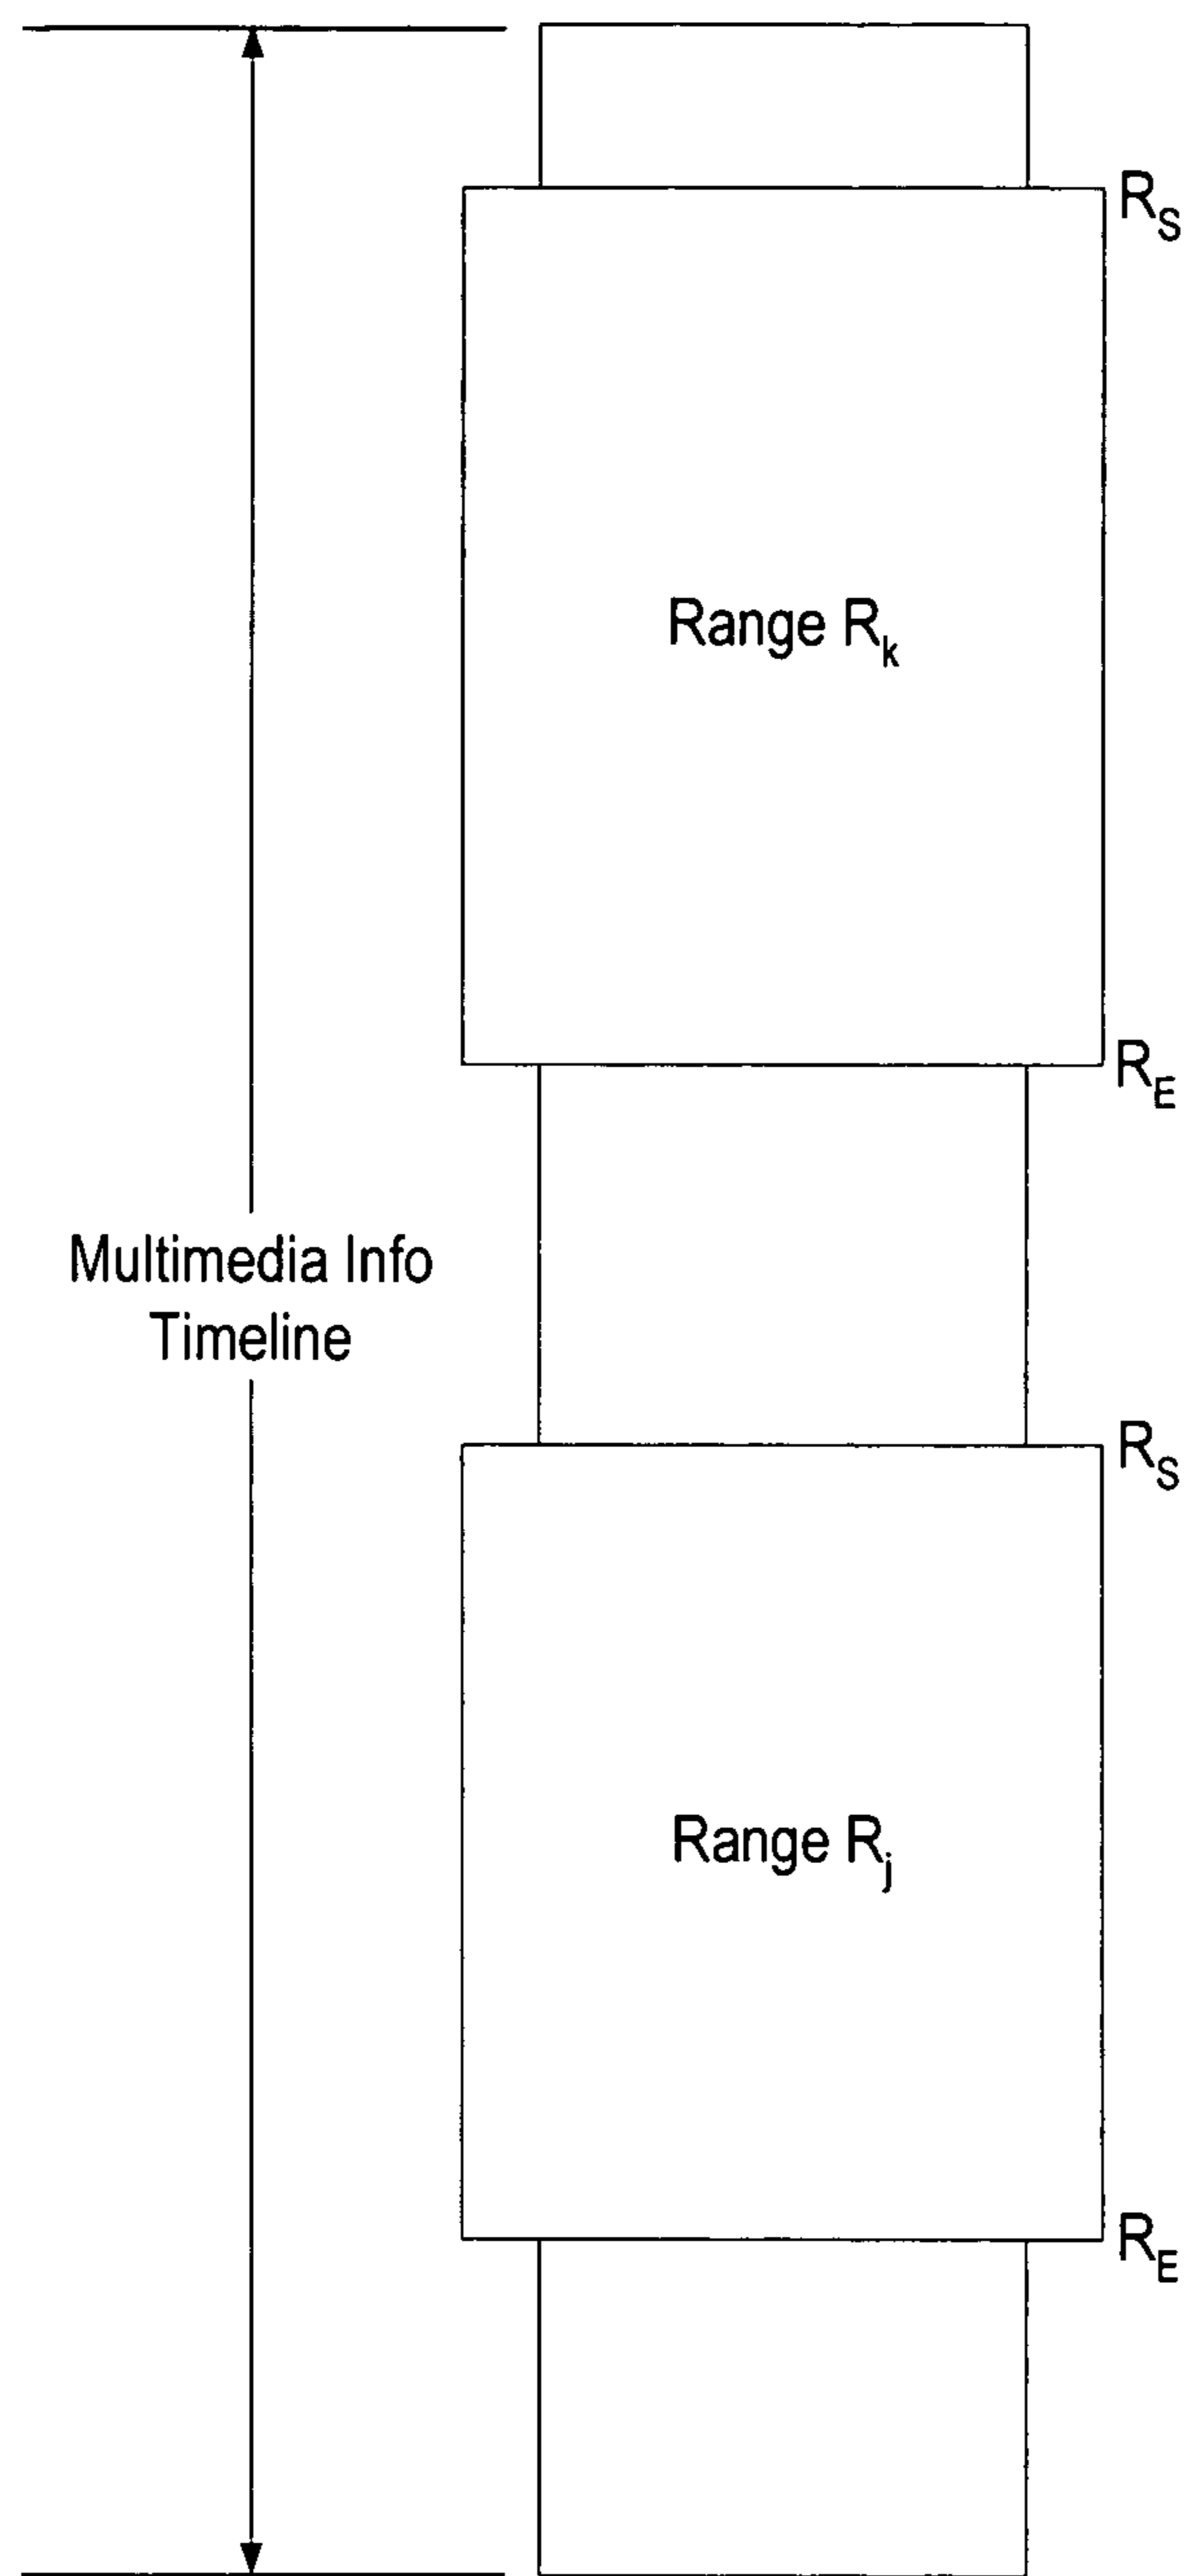 R_S
Range R_k
R_E
Multimedia Info
Timeline
R_S
Range R_j
R_E